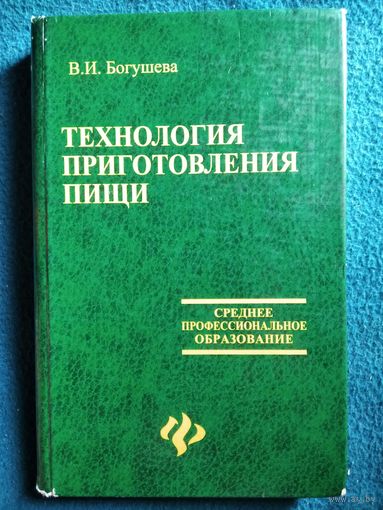 В.И. Богушева
ТЕХНОЛОГИЯ
ПРИГОТОВЛЕНИЯ
ПИЩИ
СРЕДНЕЕ
ПРОФЕССИОНАЛЬНОЕ
ОБРАЗОВАНИЕ